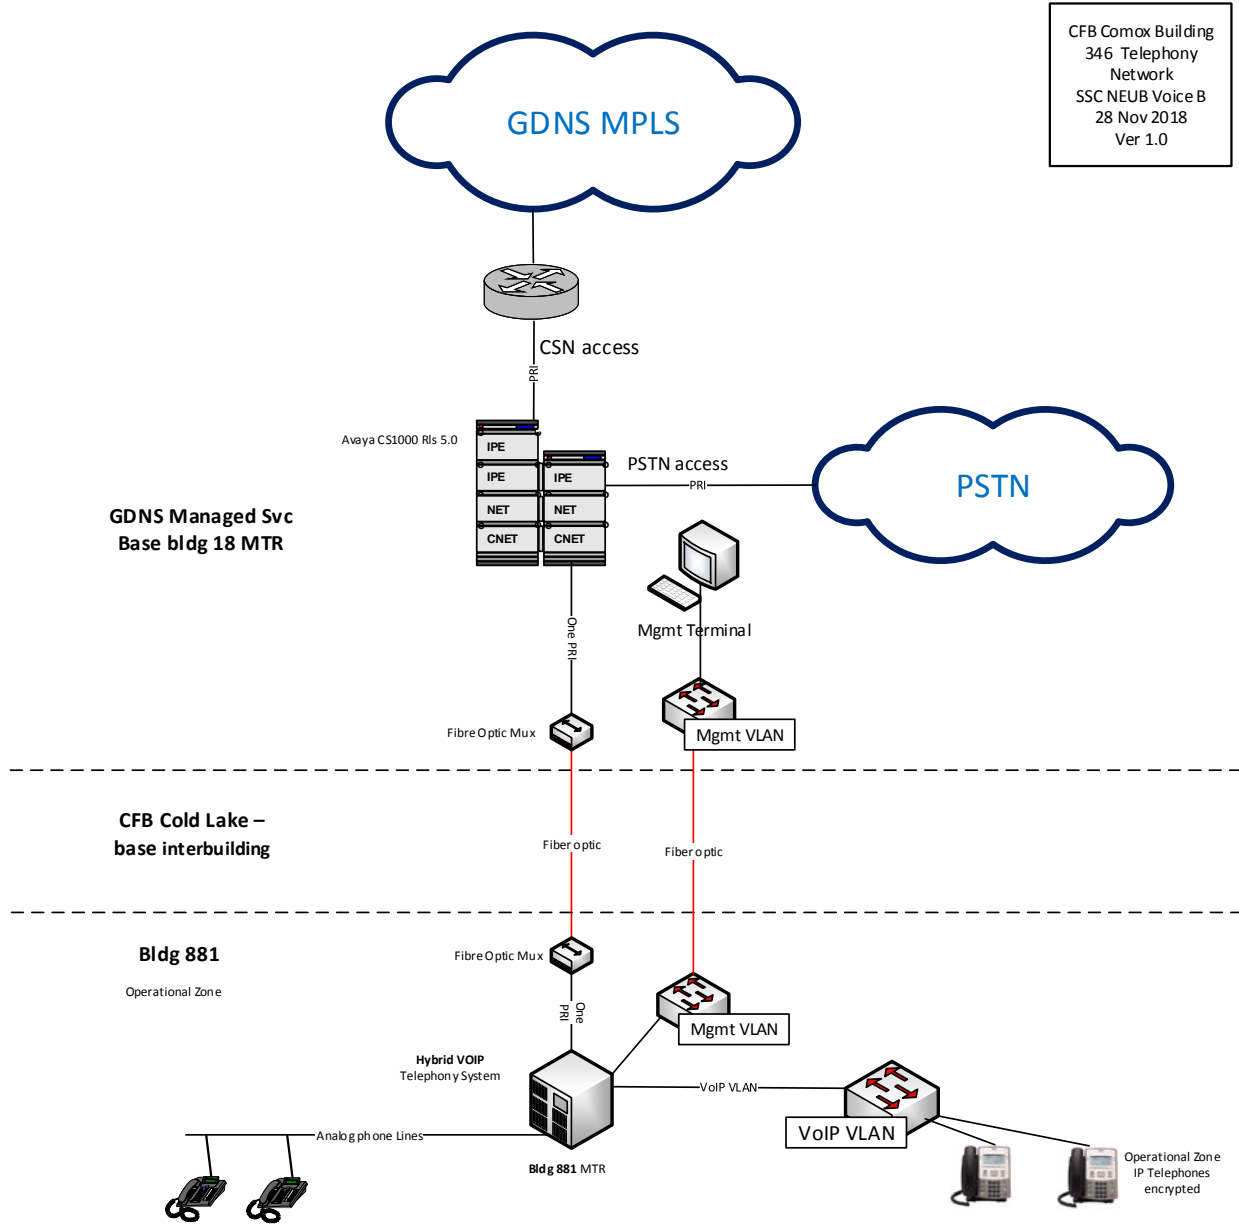 CFB Comox Building
346 Telephony
Network
SSC NEUB Voice B
28 Nov 2018
Ver 1.0
GDNS MPLS
CSN access
PRI
Avaya CS1000 Rls 5.0
IPE
IPE
NET
CNET
IPE
NET
CNET
PSTN access
PRI
PSTN
GDNS Managed Svc
Base bldg 18 MTR
One PRI
Mgmt Terminal
Fibre Optic Mux
Mgmt VLAN
CFB Cold Lake –
base interbuilding
Fiber optic
Fiber optic
Bldg 881
Operational Zone
Fibre Optic Mux
One
PRI
Mgmt VLAN
Hybrid VOIP
Telephony System
VoIP VLAN
VoIP VLAN
Analog phone Lines
Bldg 881 MTR
Operational Zone
IP Telephones
encrypted